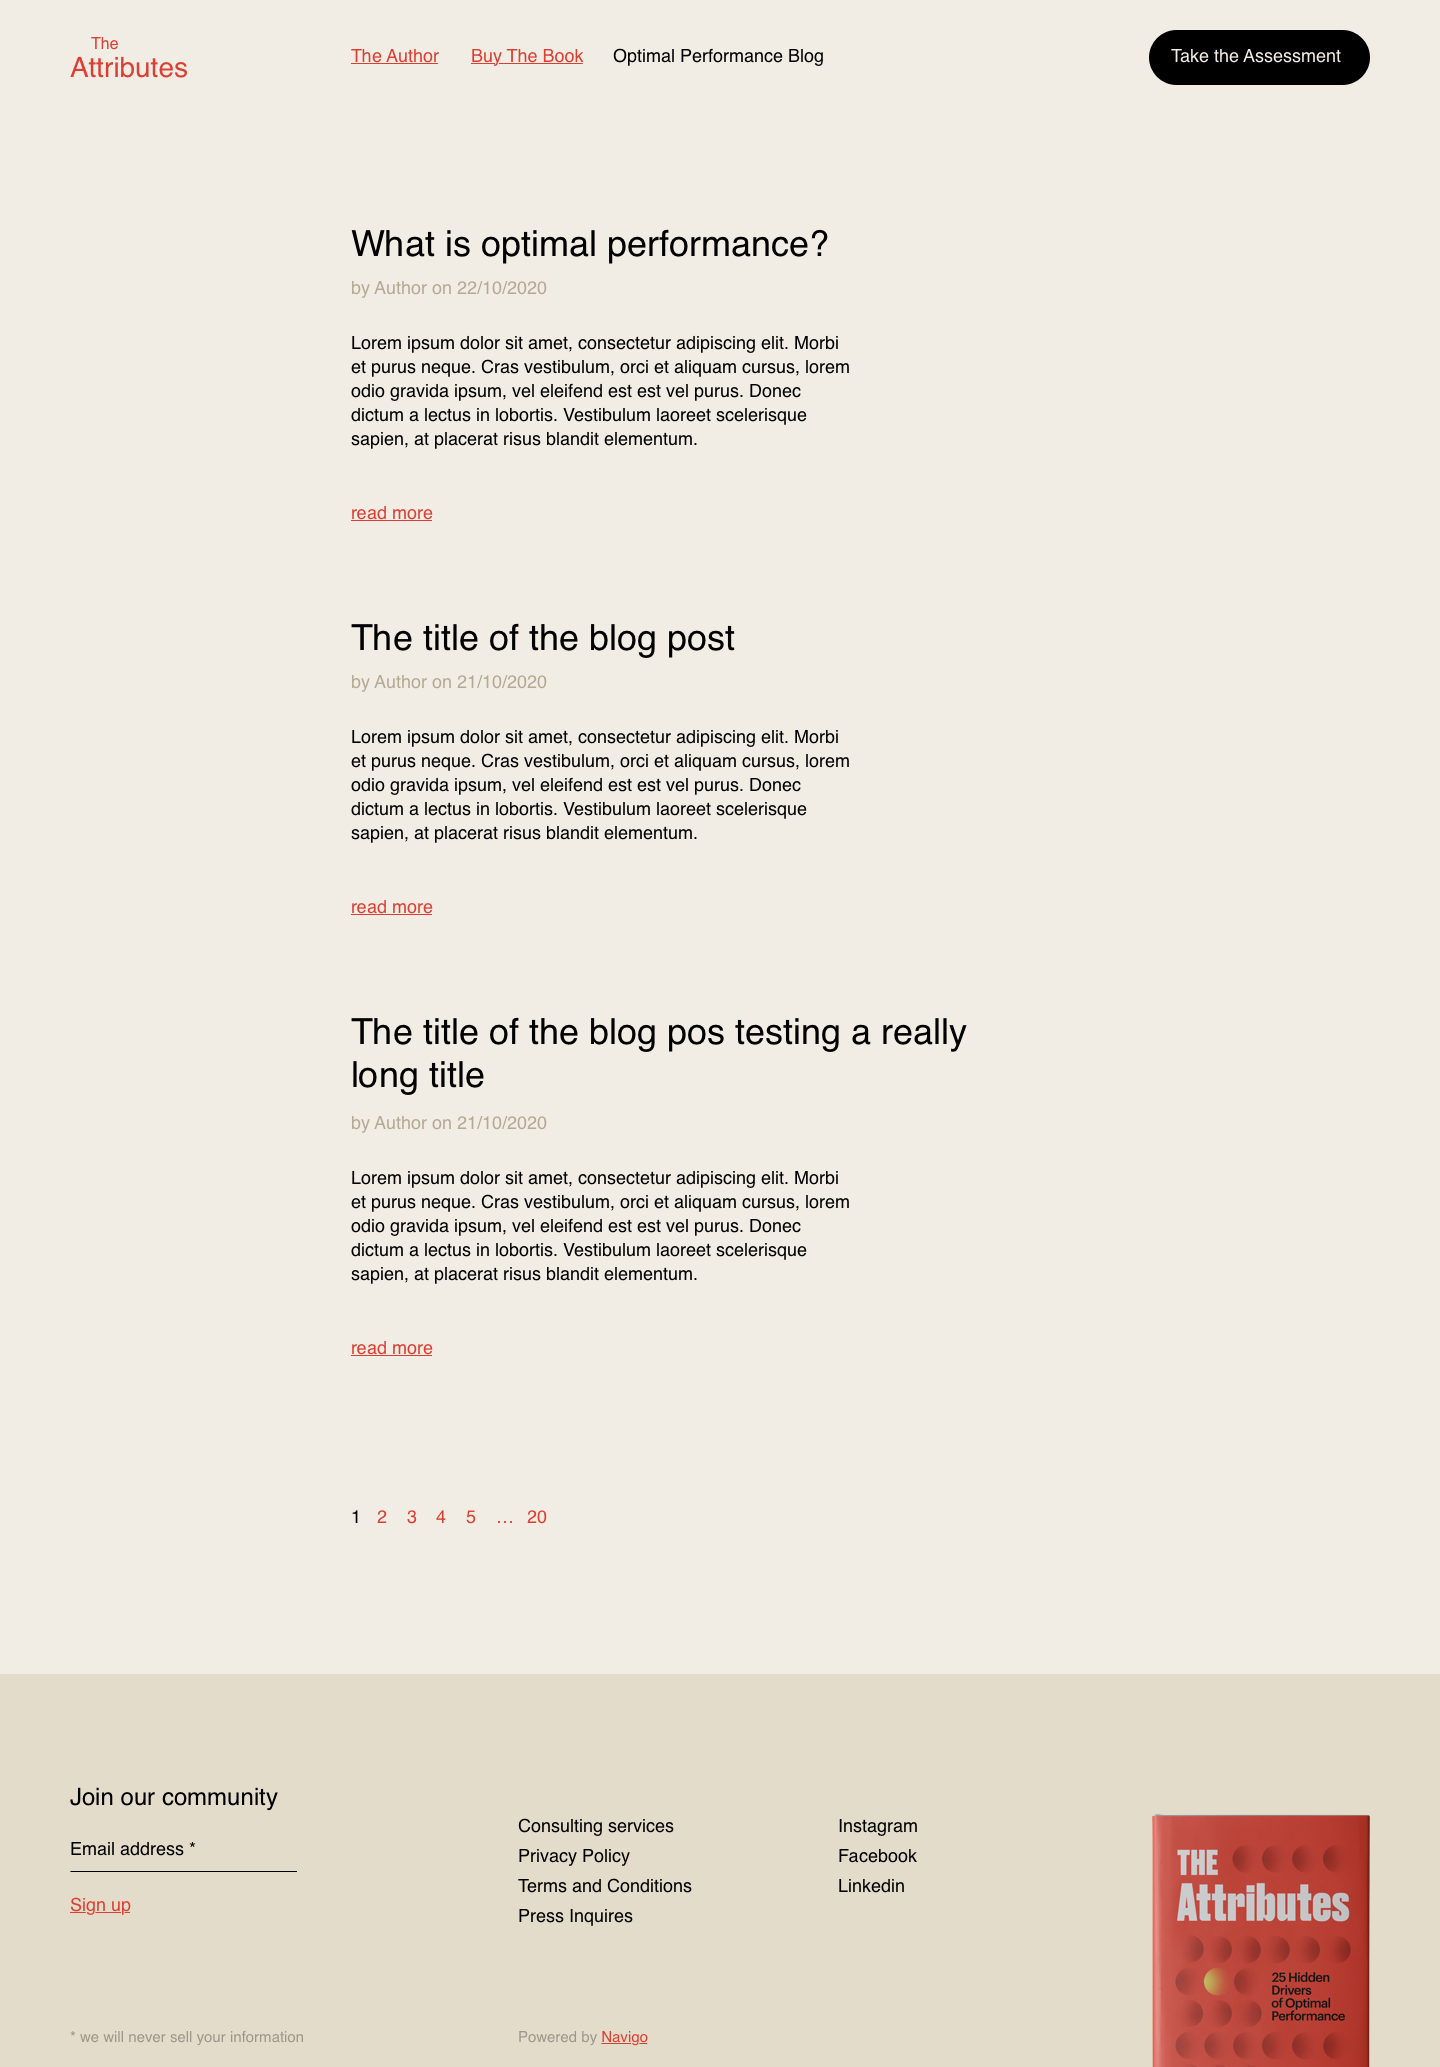 The
Attributes
The Author Buy The Book Optimal Performance Blog
Take the Assessment
What is optimal performance?
by Author on 22/10/2020
Lorem ipsum dolor sit amet, consectetur adipiscing elit. Morbi
et purus neque. Cras vestibulum, orci et aliquam cursus, lorem
odio gravida ipsum, vel eleifend est est vel purus. Donec
dictum a lectus in lobortis. Vestibulum laoreet scelerisque
sapien, at placerat risus blandit elementum.
read more
The title of the blog post
by Author on 21/10/2020
Lorem ipsum dolor sit amet, consectetur adipiscing elit. Morbi
et purus neque. Cras vestibulum, orci et aliquam cursus, lorem
odio gravida ipsum, vel eleifend est est vel purus. Donec
dictum a lectus in lobortis. Vestibulum laoreet scelerisque
sapien, at placerat risus blandit elementum.
read more
The title of the blog pos testing a really
long title
by Author on 21/10/2020
Lorem ipsum dolor sit amet, consectetur adipiscing elit. Morbi
et purus neque. Cras vestibulum, orci et aliquam cursus, lorem
odio gravida ipsum, vel eleifend est est vel purus. Donec
dictum a lectus in lobortis. Vestibulum laoreet scelerisque
sapien, at placerat risus blandit elementum.
read more
1 2 3 4 5 … 20
Join our community
Email address *
Sign up
* we will never sell your information
Consulting services
Privacy Policy
Terms and Conditions
Press Inquires
Powered by Navigo
Instagram
Facebook
Linkedin
THE
Attributes
25 Hidden
Drivers
of Optimal
Performance